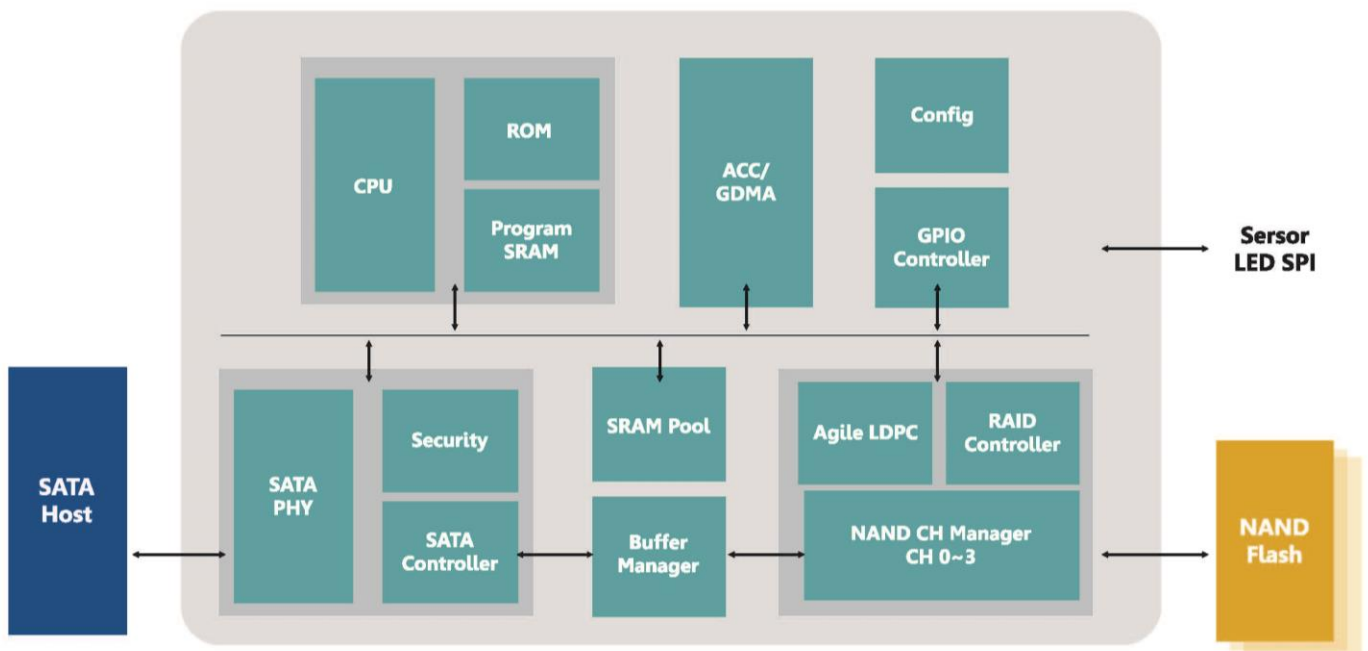 CPU
ROM
Program
SRAM
ACC/
GDMA
Config
GPIO
Controller
Sersor
LED SPI
SATA
Host
SATA
PHY
Security
SATA
Controller
SRAM Pool
Buffer
Manager
Agile LDPC
RAID
Controller
NAND CH Manager
CH 0~3
NAND
Flash